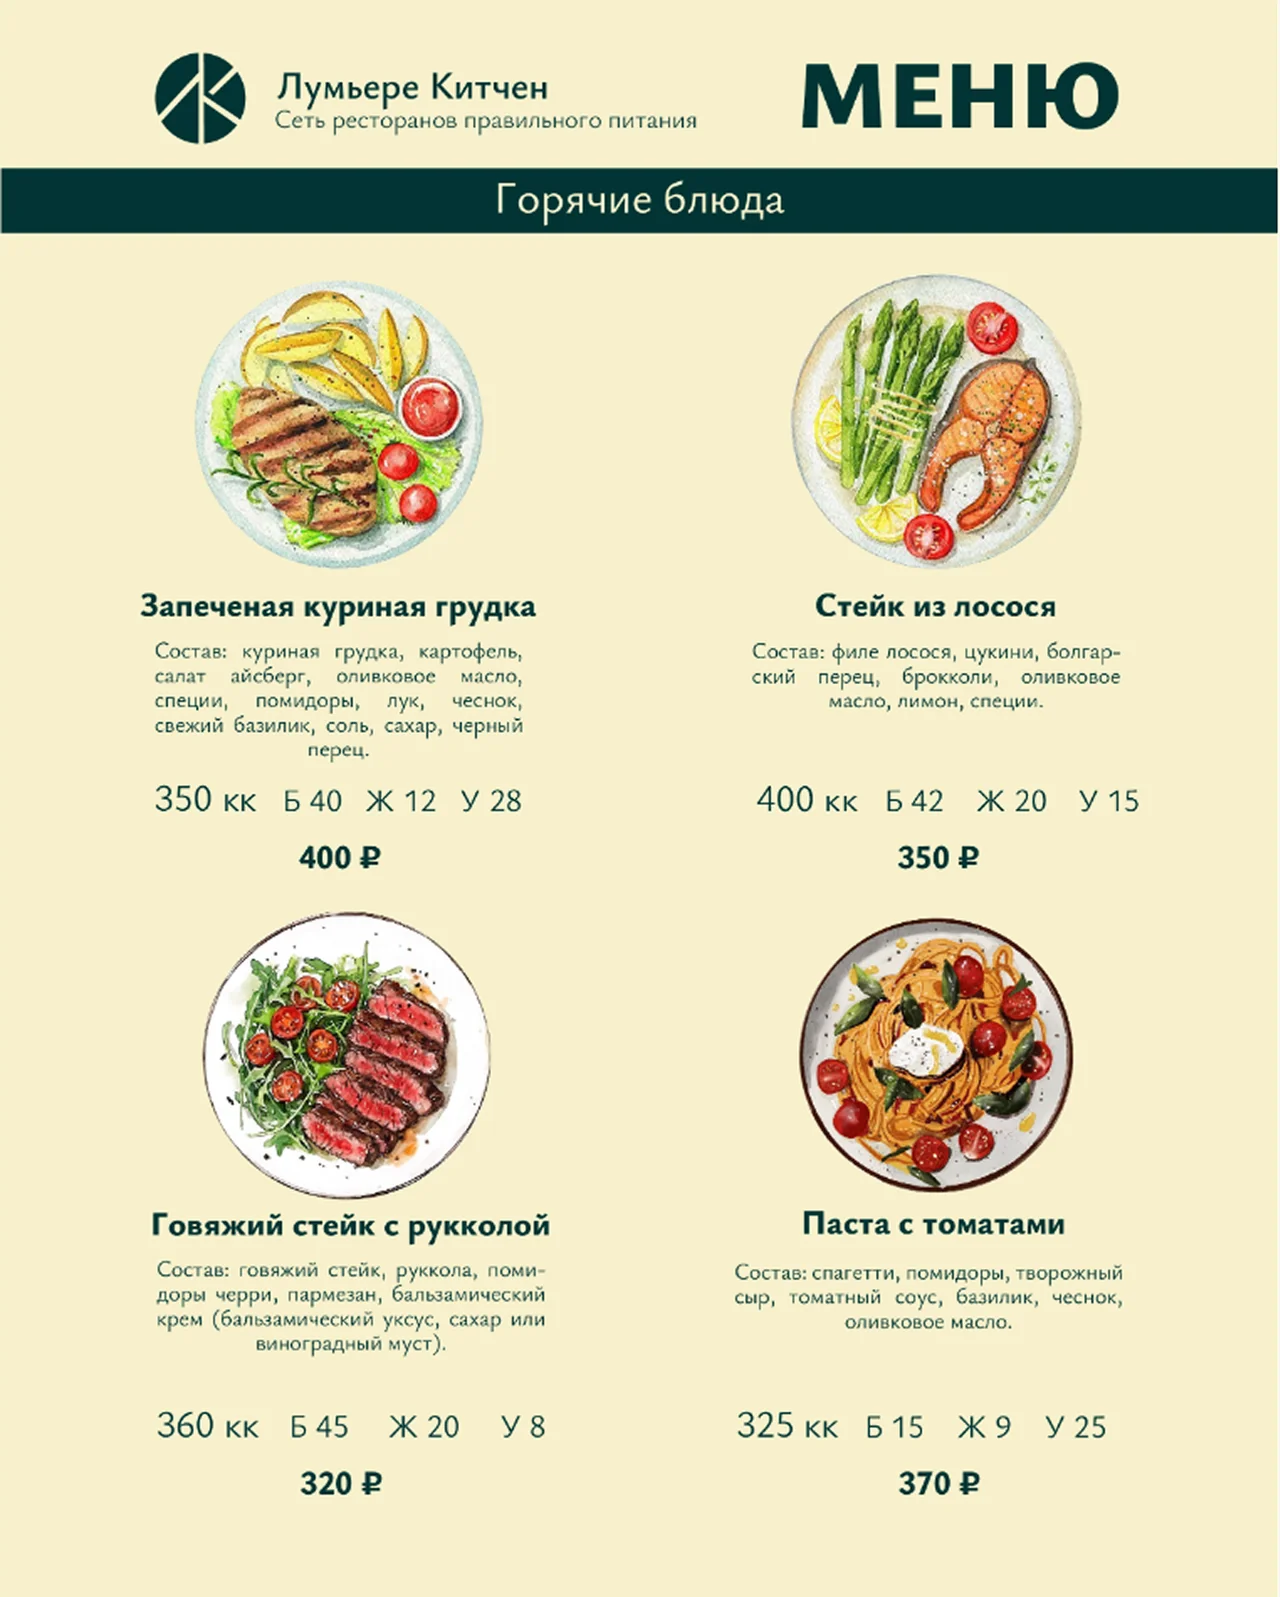 Лумьере Китчен
Сеть ресторанов правильного питания
МЕНЮ
Горячие блюда
Запеченая куриная грудка
Состав: куриная грудка, картофель,
салат айсберг, оливковое масло,
специи, помидоры, лук, чеснок,
свежий базилик, соль, сахар, черный
перец.
350 кк Б 40 Ж 12 У 28
400 ₽
Стейк из лосося
Состав: филе лосося, цукини, болгар-
ский перец, брокколи, оливковое
масло, лимон, специи.
400 кк Б 42 Ж 20 У 15
350 ₽
Говяжий стейк с рукколой
Состав: говяжий стейк, руккола, поми-
доры черри, пармезан, бальзамический
крем (бальзамический уксус, сахар или
виноградный муст).
360 кк Б 45 Ж 20 У 8
320 ₽
Паста с томатами
Состав: спагетти, помидоры, творожный
сыр, томатный соус, базилик, чеснок,
оливковое масло.
325 кк Б 15 Ж 9 У 25
370 ₽